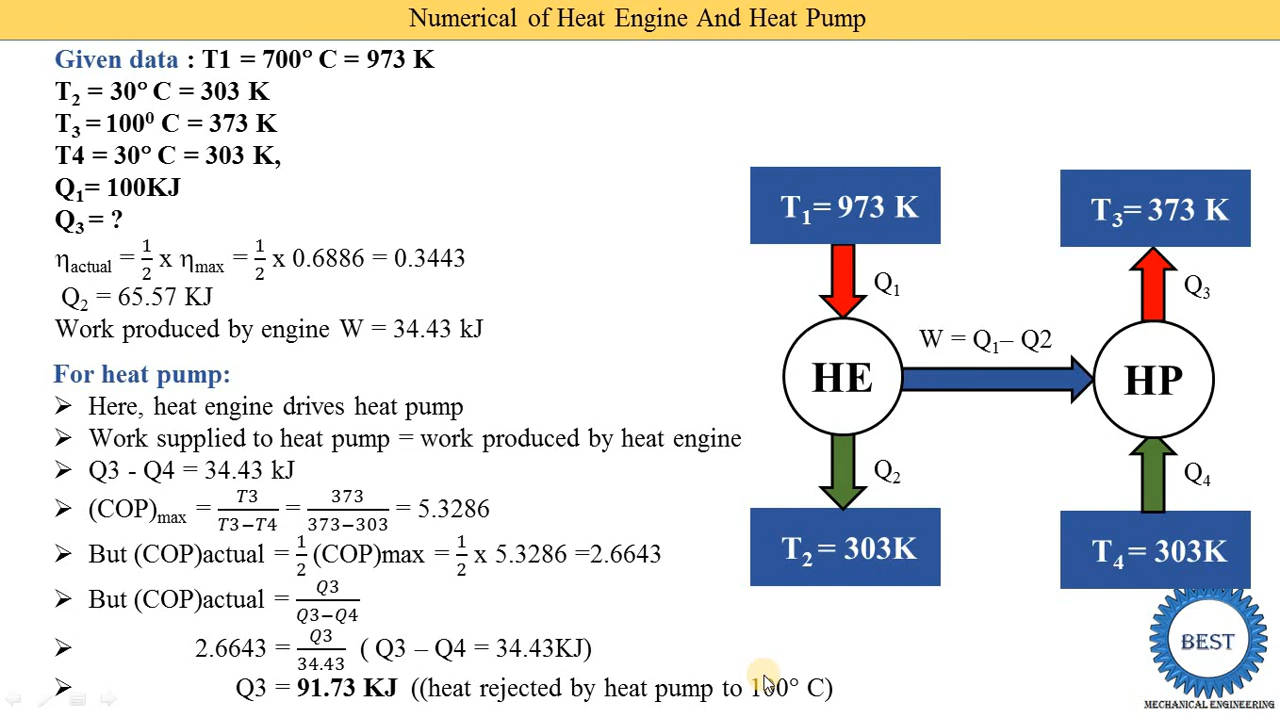 Numerical of Heat Engine And Heat Pump
Given data : T1 = 700° C = 973 K
T₂ = 30° C = 303 K
T₃ = 100⁰ C = 373 K
T4 = 30° C = 303 K,
Q₁= 100KJ
Q₃ = ?
ηactual = 1/2 x ηmax = 1/2 x 0.6886 = 0.3443
Q₂ = 65.57 KJ
Work produced by engine W = 34.43 kJ
For heat pump:
➢ Here, heat engine drives heat pump
➢ Work supplied to heat pump = work produced by heat engine
➢ Q3 - Q4 = 34.43 kJ
➢ (COP)max = T3/T3−T4 = 373/373−303 = 5.3286
➢ But (COP)actual = 1/2 (COP)max = 1/2 x 5.3286 =2.6643
➢ But (COP)actual = Q3/Q3−Q4
➢ 2.6643 = Q3/34.43 ( Q3 – Q4 = 34.43KJ)
➢ Q3 = 91.73 KJ ((heat rejected by heat pump to 100° C)
T₁= 973 K
Q₁
HE
W = Q₁– Q2
Q₂
T₂ = 303K
T₃= 373 K
Q₃
HP
Q₄
T₄ = 303K
BEST
MECHANICAL ENGINEERING